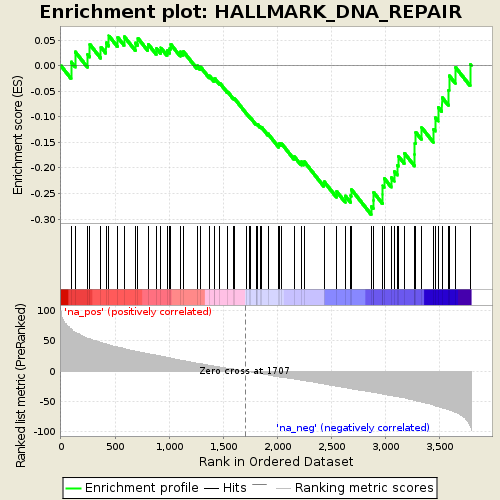 Enrichment plot: HALLMARK_DNA_REPAIR
Enrichment score (ES)
0.05
0.00
-0.05
-0.10
-0.15
-0.20
-0.25
-0.30
Ranked list metric (PreRanked)
'na_pos' (positively correlated)
100
50
0
-50
-100
Zero cross at 1707
'na_neg' (negatively correlated)
0
500
1,000
1,500
2,000
2,500
3,000
3,500
Rank in Ordered Dataset
Enrichment profile
Hits
Ranking metric scores